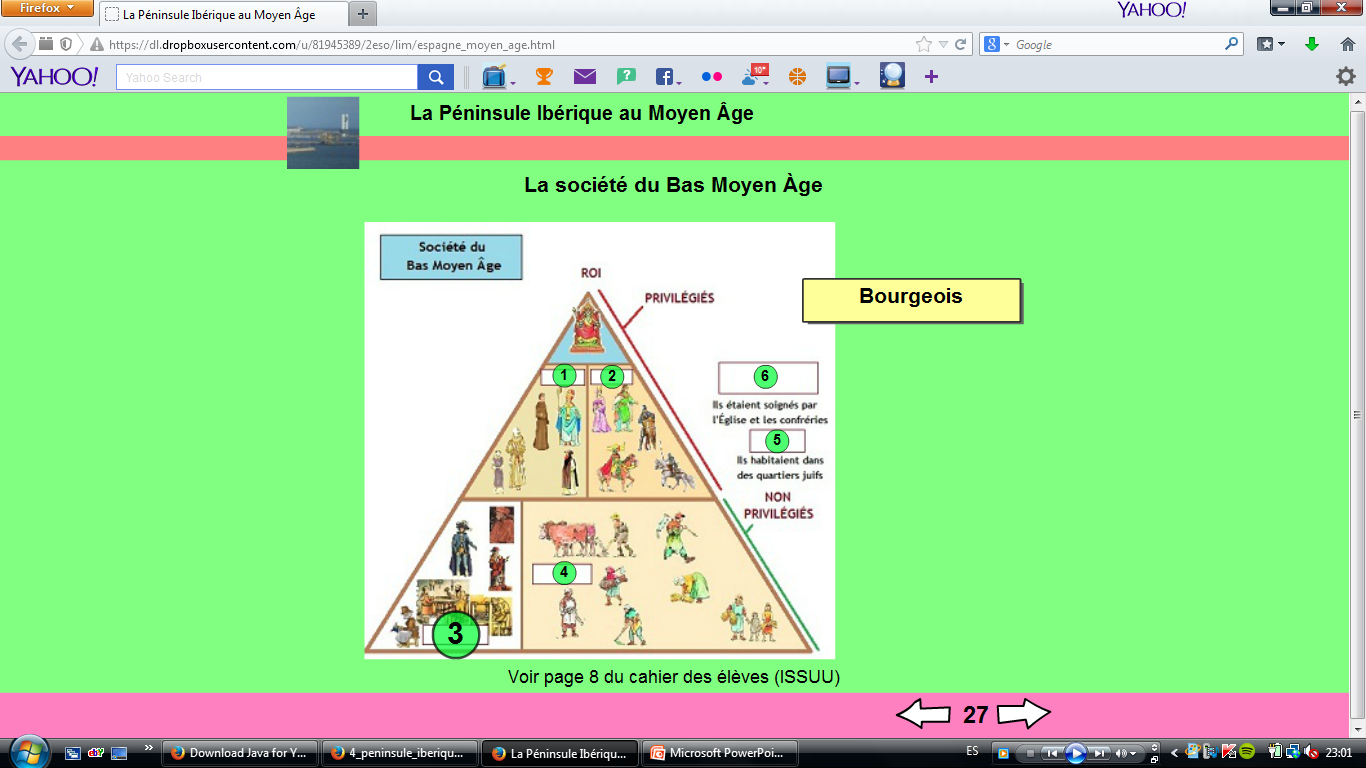 Firefox
La Péninsule Ibérique au Moyen Âge
YAHOO!
https://dl.dropboxusercontent.com/u/81945389/2eso/lim/espagne_moyen_age.html
Google
YAHOO!
Yahoo Search
10°
La Péninsule Ibérique au Moyen Âge
La société du Bas Moyen Àge
Société du
Bas Moyen Âge
ROI
PRIVILÉGIÉS
Bourgeois
1
2
6
Ils étaient soignés par
l'Église et les confréries
5
Ils habitaient dans
des quartiers juifs
NON
PRIVILÉGIÉS
4
3
Voir page 8 du cahier des élèves (ISSUU)
27
Download Java for Y...
4_peninsule_iberiqu...
La Péninsule Ibériqu...
Microsoft PowerPoi...
ES
23:01